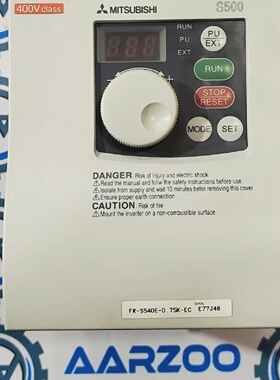 400V class
MITSUBISHI
S500
RUN
PU
EXT
PU
EXT
RUN
STOP
RESET
MODE
SET
DANGER: Risk of injury and electric shock
Read the manual and follow the safety instructions before use
Isolate from supply and wait 10 minutes before removing this cover
Ensure proper earth connection
CAUTION: Risk of fire
Mount the inverter on a non-combustible surface
FR-S540E-0.75K-EC
SERIAL
E77J48
AARZOO